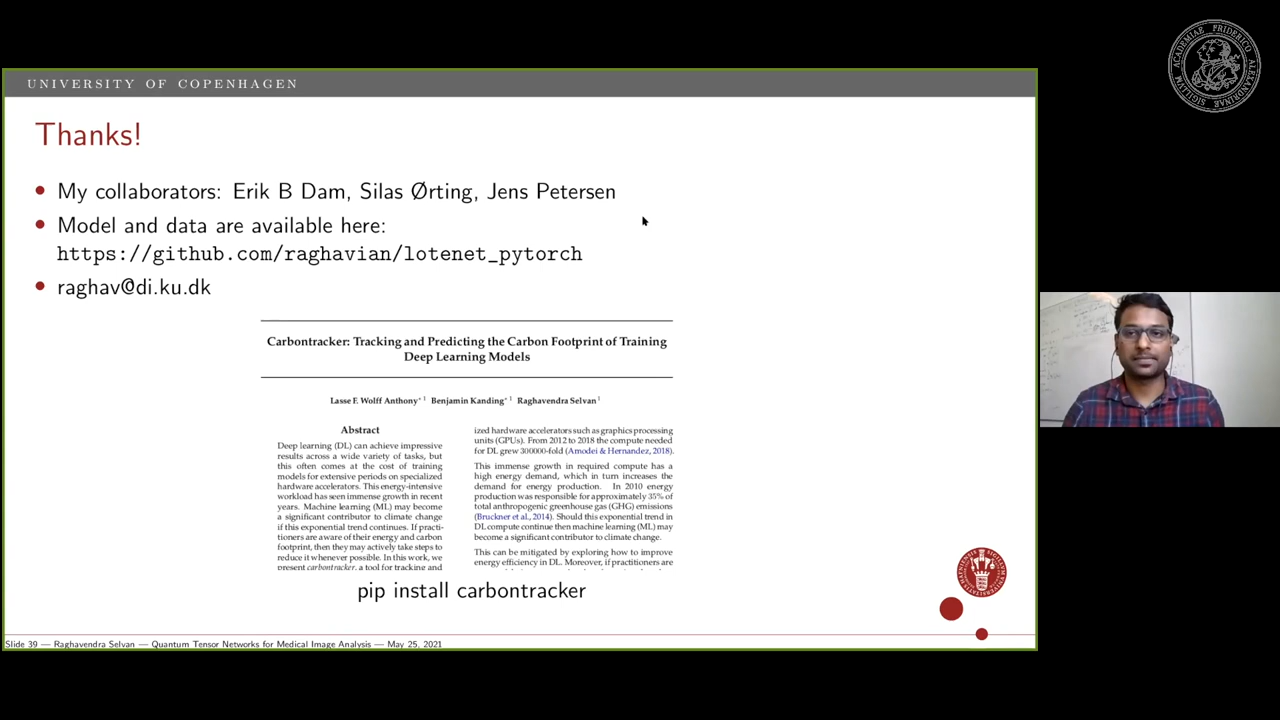 UNIVERSITY OF COPENHAGEN
Thanks!
My collaborators: Erik B Dam, Silas Ørting, Jens Petersen
Model and data are available here:
https://github.com/raghavian/lotenet_pytorch
raghav@di.ku.dk
Carbontracker: Tracking and Predicting the Carbon Footprint of Training
Deep Learning Models
Lasse F. Wolff Anthony* 1 Benjamin Kanding* 1 Raghavendra Selvan 1
Abstract
Deep learning (DL) can achieve impressive
results across a wide variety of tasks, but
this often comes at the cost of training
models for extensive periods on specialized
hardware accelerators. This energy-intensive
workload has seen immense growth in recent
years. Machine learning (ML) may become
a significant contributor to climate change
if this exponential trend continues. If practi-
tioners are aware of their energy and carbon
footprint, then they may actively take steps to
reduce it whenever possible. In this work, we
present carbontracker, a tool for tracking and
ized hardware accelerators such as graphics processing
units (GPUs). From 2012 to 2018 the compute needed
for DL grew 300000-fold (Amodei & Hernandez, 2018).
This immense growth in required compute has a
high energy demand, which in turn increases the
demand for energy production. In 2010 energy
production was responsible for approximately 35% of
total anthropogenic greenhouse gas (GHG) emissions
(Bruckner et al., 2014). Should this exponential trend in
DL compute continue then machine learning (ML) may
become a significant contributor to climate change.
This can be mitigated by exploring how to improve
energy efficiency in DL. Moreover, if practitioners are
pip install carbontracker
Slide 39 — Raghavendra Selvan — Quantum Tensor Networks for Medical Image Analysis — May 25, 2021
ACADEMIAE FRIDERICO ALEXANDRINAE SIGILLVM